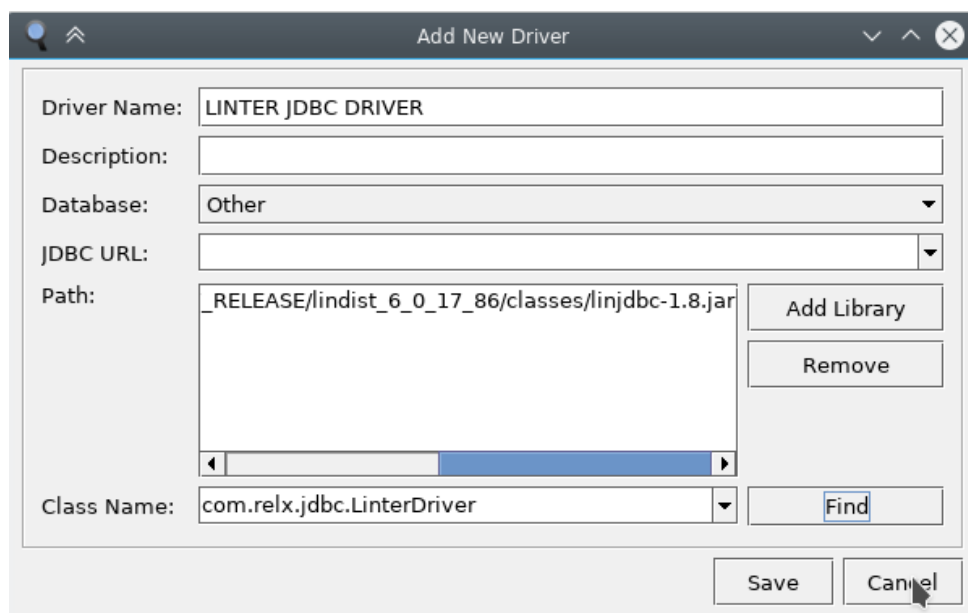 Add New Driver
Driver Name: LINTER JDBC DRIVER
Description:
Database: Other
JDBC URL:
Path: _RELEASE/lindist_6_0_17_86/classes/linjdbc-1.8.jar
Add Library
Remove
Class Name: com.relx.jdbc.LinterDriver Find
Save Cancel